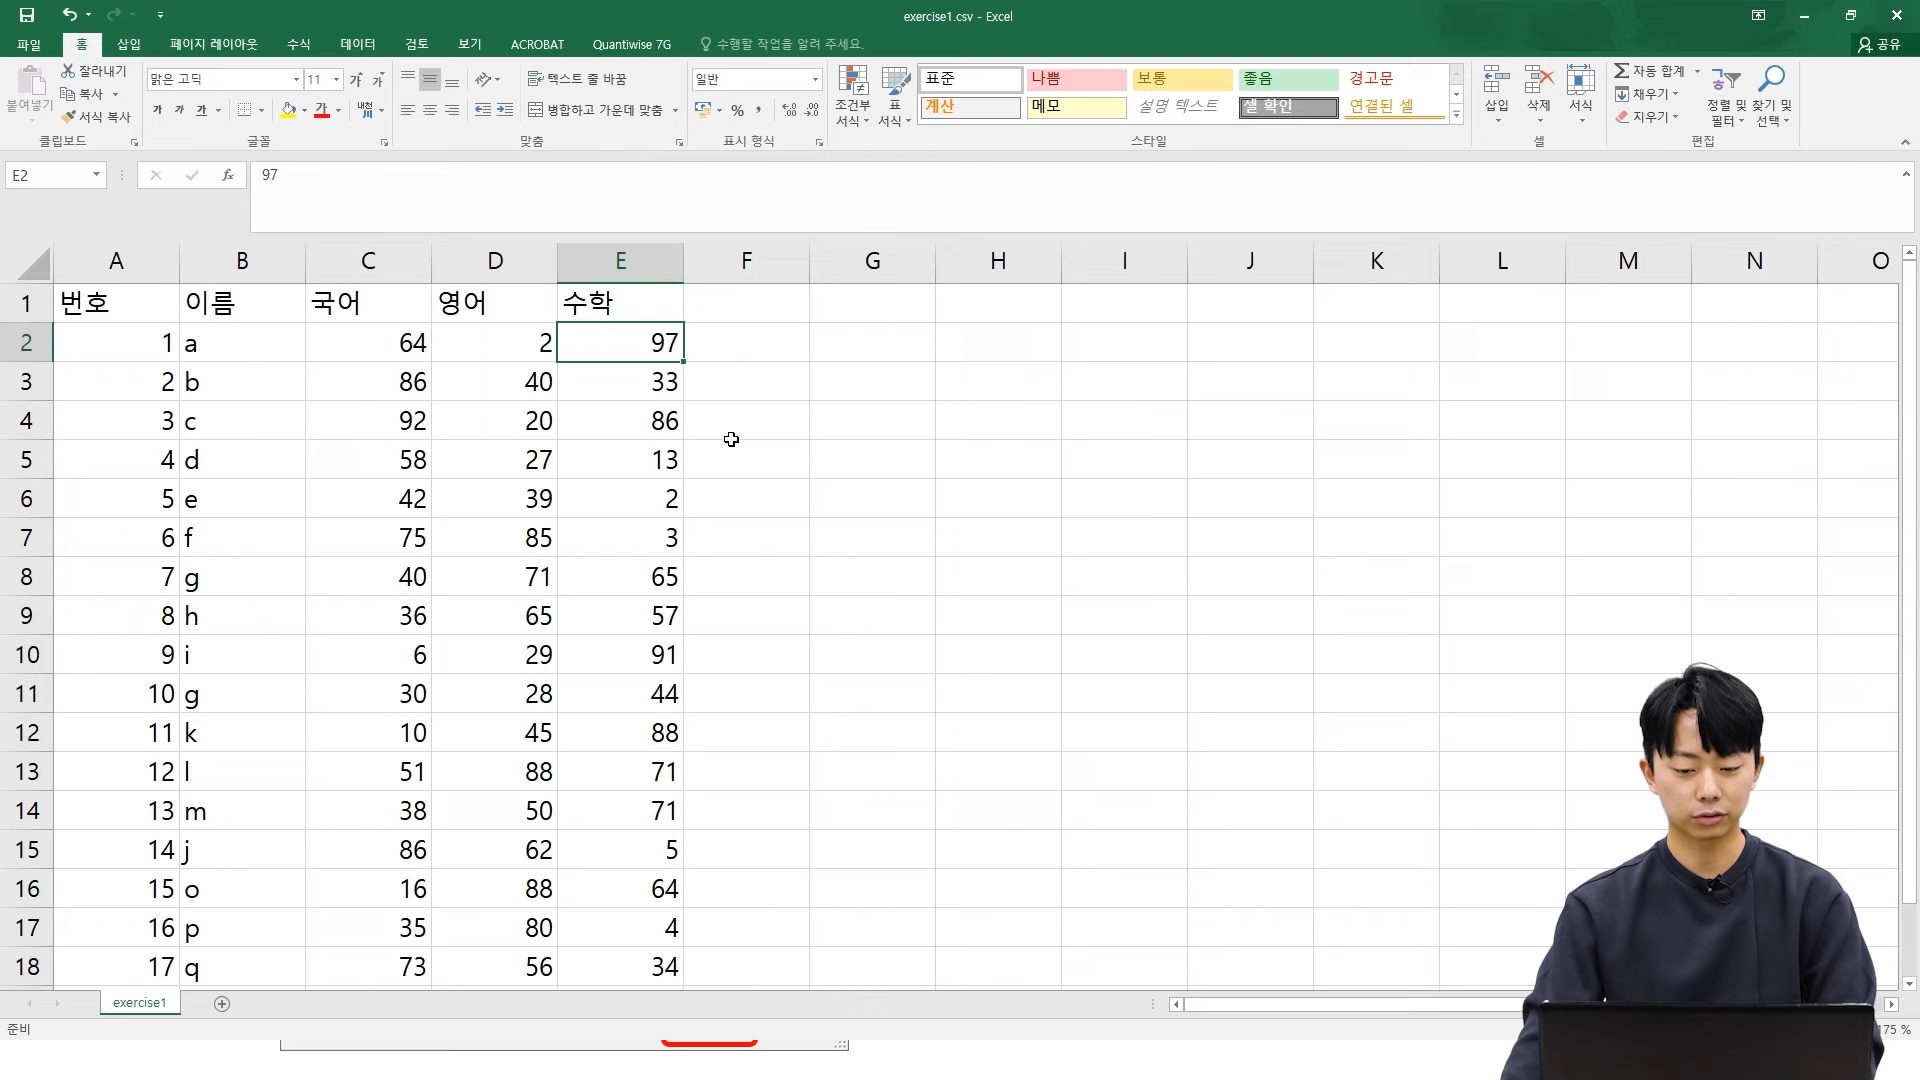 exercise1.csv - Excel
파일 홈 삽입 페이지 레이아웃 수식 데이터 검토 보기 ACROBAT Quantiwise 7G 수행할 작업을 알려 주세요. 공유
붙여넣기
잘라내기
복사
서식 복사
클립보드
맑은 고딕 11
가 가
가 가 가 가 내천
글꼴
텍스트 줄 바꿈
병합하고 가운데 맞춤
맞춤
일반
%
표시 형식
조건부 서식
표 서식
표준 나쁨 보통 좋음 경고문
계산 메모 설명 텍스트 셀 확인 연결된 셀
스타일
삽입 삭제 서식
셀
자동 합계
채우기
지우기
정렬 및 필터
찾기 및 선택
편집
E2 fx 97
A B C D E F G H I J K L M N O
1 번호 이름 국어 영어 수학
2 1 a 64 2 97
3 2 b 86 40 33
4 3 c 92 20 86
5 4 d 58 27 13
6 5 e 42 39 2
7 6 f 75 85 3
8 7 g 40 71 65
9 8 h 36 65 57
10 9 i 6 29 91
11 10 g 30 28 44
12 11 k 10 45 88
13 12 l 51 88 71
14 13 m 38 50 71
15 14 j 86 62 5
16 15 o 16 88 64
17 16 p 35 80 4
18 17 q 73 56 34
exercise1
준비 175 %